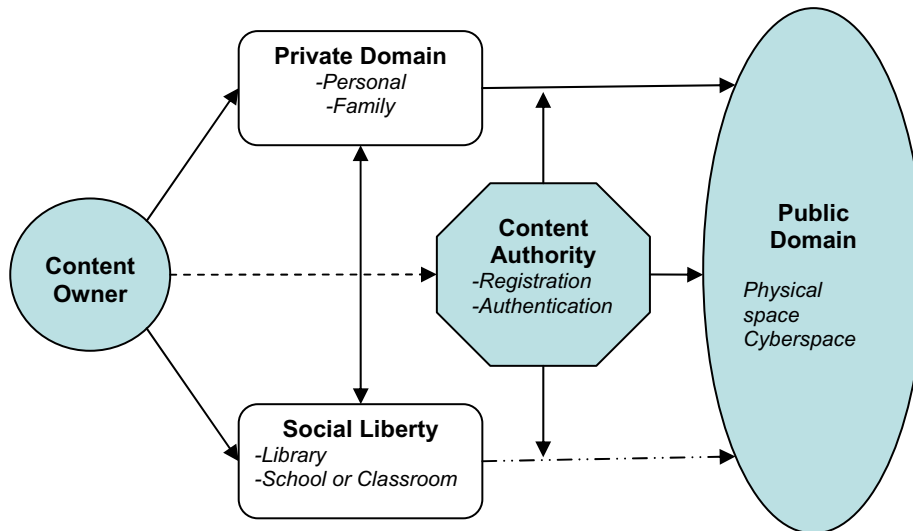 Private Domain
-Personal
-Family
Content
Owner
Content
Authority
-Registration
-Authentication
Public
Domain
Physical
space
Cyberspace
Social Liberty
-Library
-School or Classroom